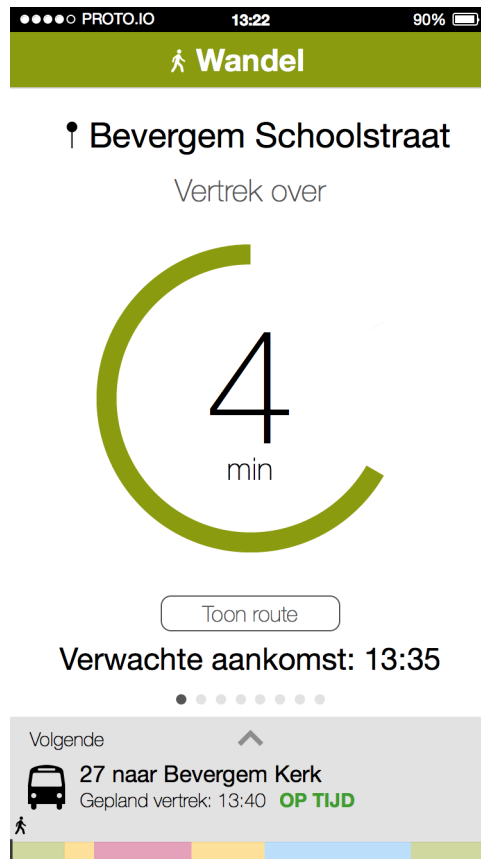 PROTO.IO 13:22 90%
Wandel
Bevergem Schoolstraat
Vertrek over
4
min
Toon route
Verwachte aankomst: 13:35
Volgende
27 naar Bevergem Kerk
Gepland vertrek: 13:40 OP TIJD